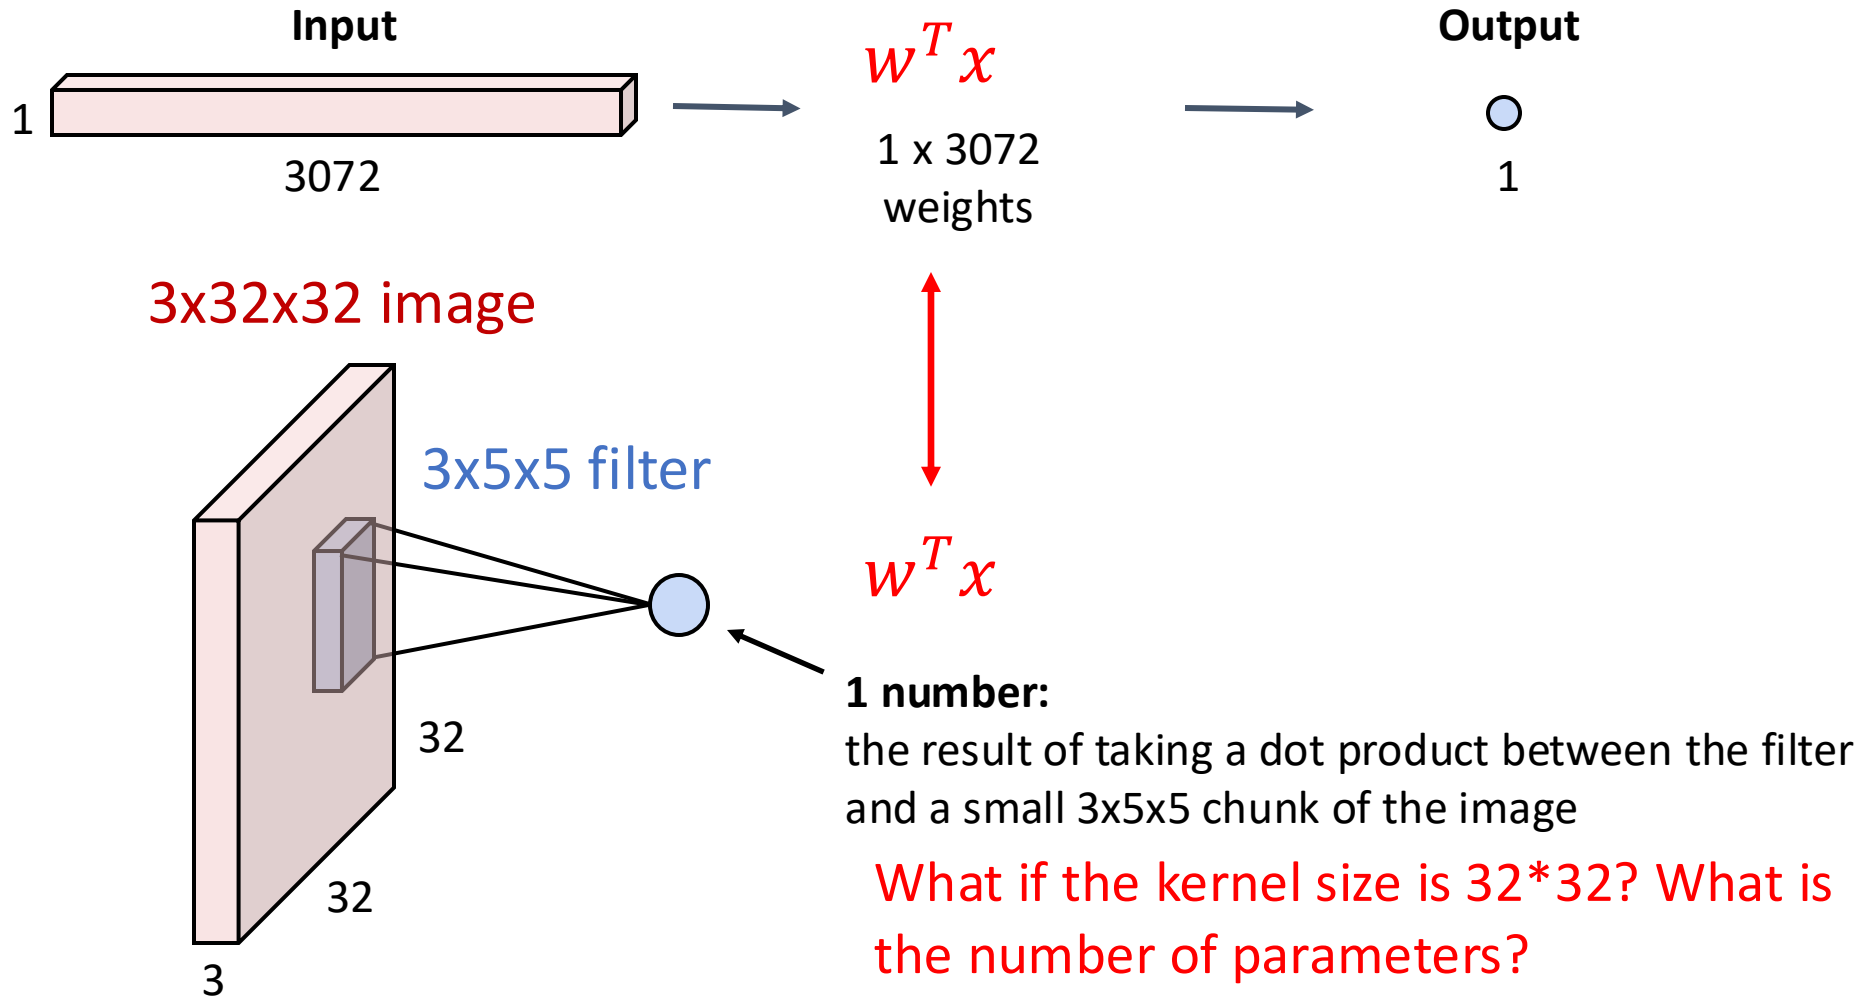 Input
w^T x
Output
1
3072
1 x 3072
weights
1
3x32x32 image
3x5x5 filter
w^T x
32
32
3
1 number:
the result of taking a dot product between the filter
and a small 3x5x5 chunk of the image
What if the kernel size is 32*32? What is
the number of parameters?